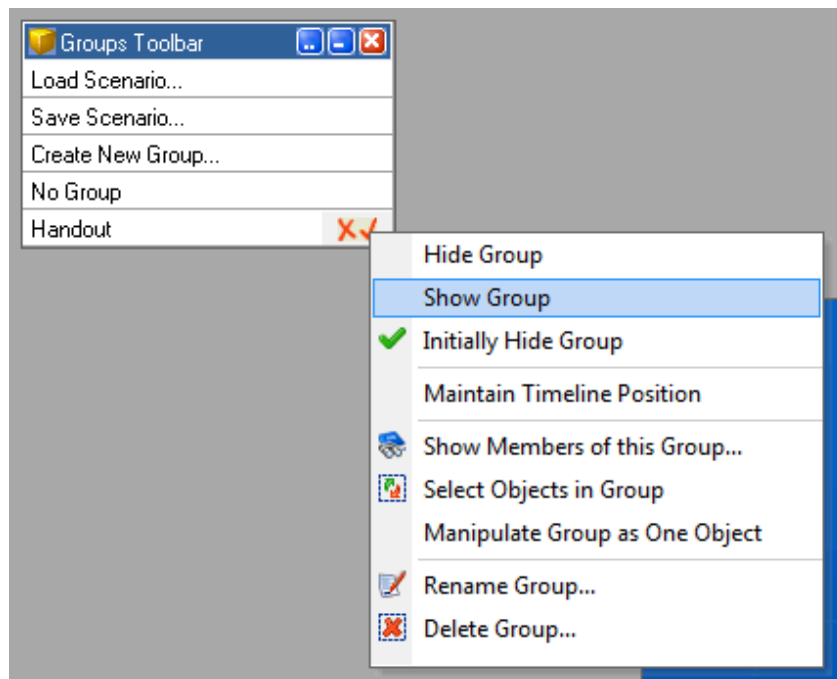 Groups Toolbar
Load Scenario...
Save Scenario...
Create New Group...
No Group
Handout
Hide Group
Show Group
Initially Hide Group
Maintain Timeline Position
Show Members of this Group...
Select Objects in Group
Manipulate Group as One Object
Rename Group...
Delete Group...